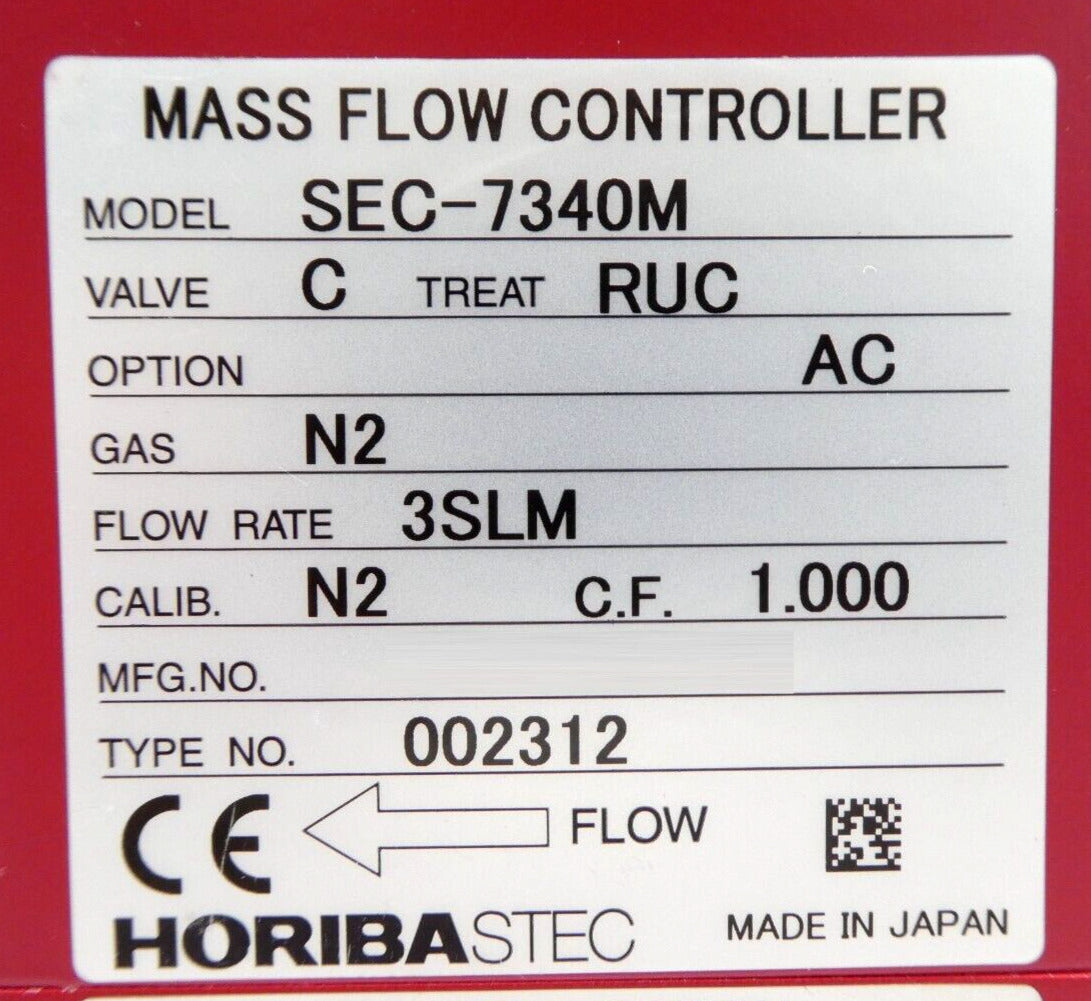 MASS FLOW CONTROLLER
MODEL SEC-7340M
VALVE C TREAT RUC
OPTION AC
GAS N2
FLOW RATE 3SLM
CALIB. N2 C.F. 1.000
MFG.NO.
TYPE NO. 002312
CE FLOW
HORIBASTEC MADE IN JAPAN